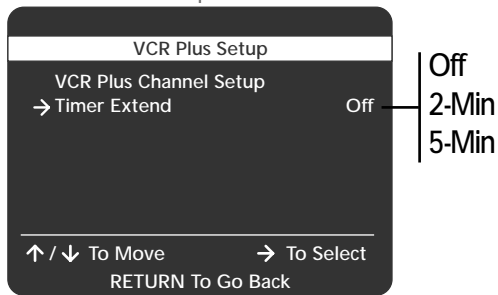 VCR Plus Setup
VCR Plus Channel Setup
→ Timer Extend Off
Off
2-Min
5-Min
↑ / ↓ To Move → To Select
RETURN To Go Back